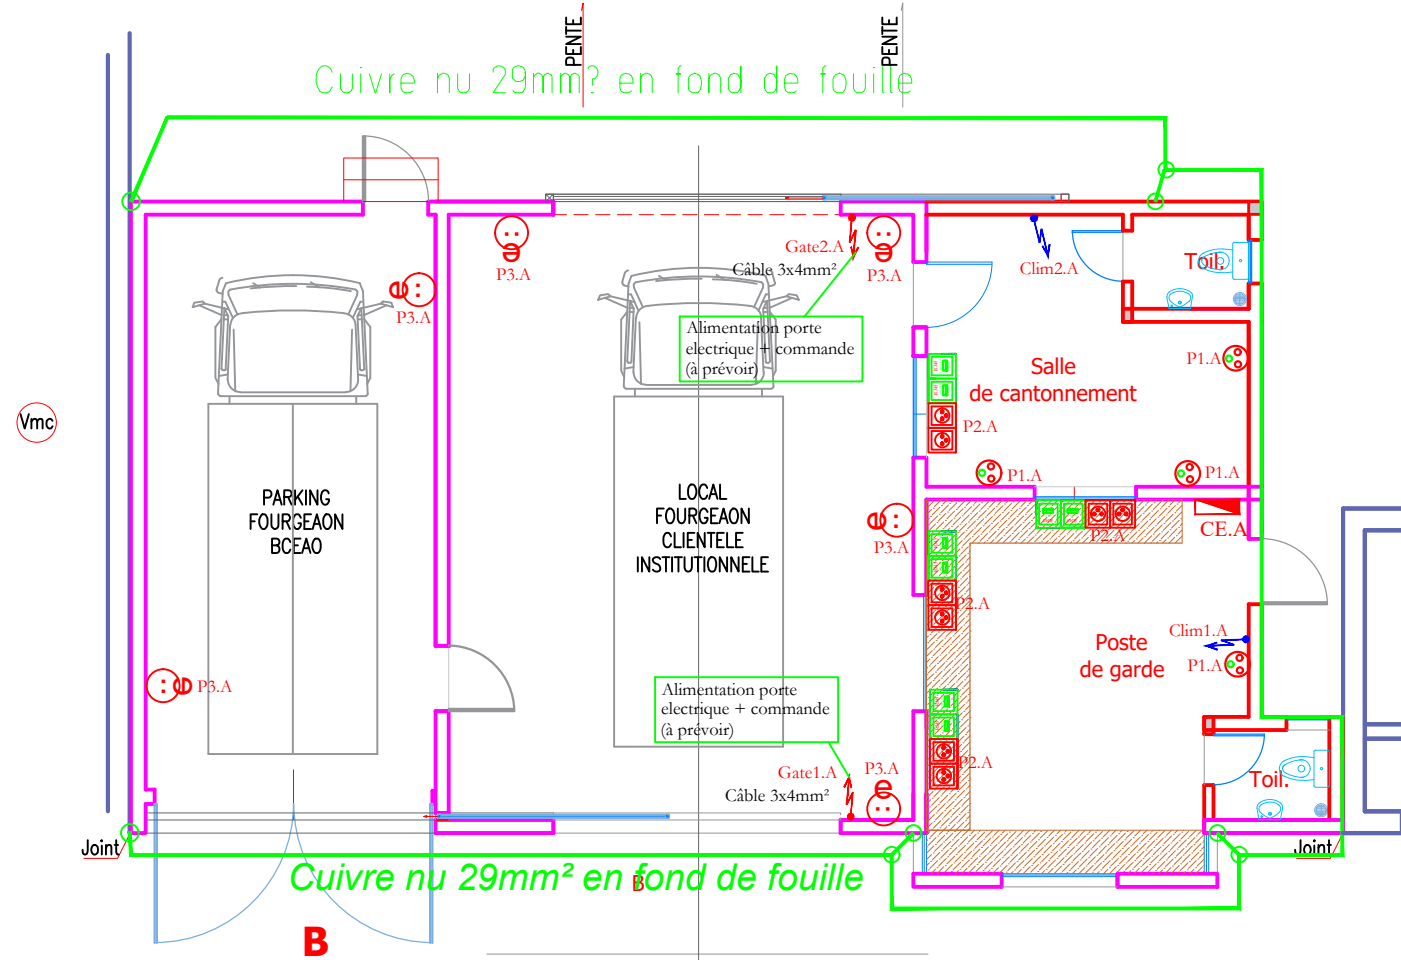 PENTE
PENTE
Cuivre nu 29mm? en fond de fouille
Gate2.A
Câble 3x4mm²
P3.A
P3.A
P3.A
Clim2.A
Toil.
Alimentation porte
electrique + commande
(à prévoir)
P1.A
Salle
de cantonnement
P2.A
Vmc
P1.A
P1.A
PARKING
FOURGEAON
BCEAO
LOCAL
FOURGEAON
CLIENTELE
INSTITUTIONNELE
P3.A
P2.A
CE.A
P2.A
Clim1.A
Poste
de garde
P1.A
P3.A
Alimentation porte
electrique + commande
(à prévoir)
Gate1.A
P3.A
Câble 3x4mm²
P2.A
Toil.
Joint
Joint
Cuivre nu 29mm² en fond de fouille
B
B